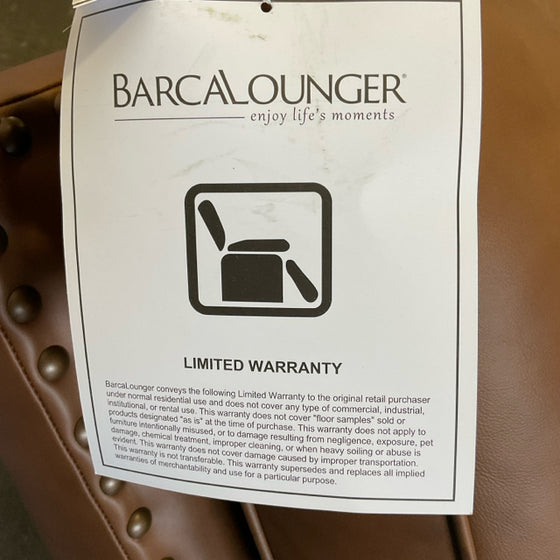 BARCALOUNGER®
enjoy life's moments
LIMITED WARRANTY
BarcaLounger conveys the following Limited Warranty to the original retail purchaser
under normal residential use and does not cover any type of commercial, industrial,
institutional, or rental use. This warranty does not cover "floor samples" sold or
products designated "as is" at the time of purchase. This warranty does not apply to
furniture intentionally misused, or to damage resulting from negligence, exposure, pet
damage, chemical treatment, improper cleaning, or when heavy soiling or abuse is
evident. This warranty does not cover damage caused by improper transportation.
This warranty is not transferable. This warranty supersedes and replaces all implied
warranties of merchantability and use for a particular purpose.